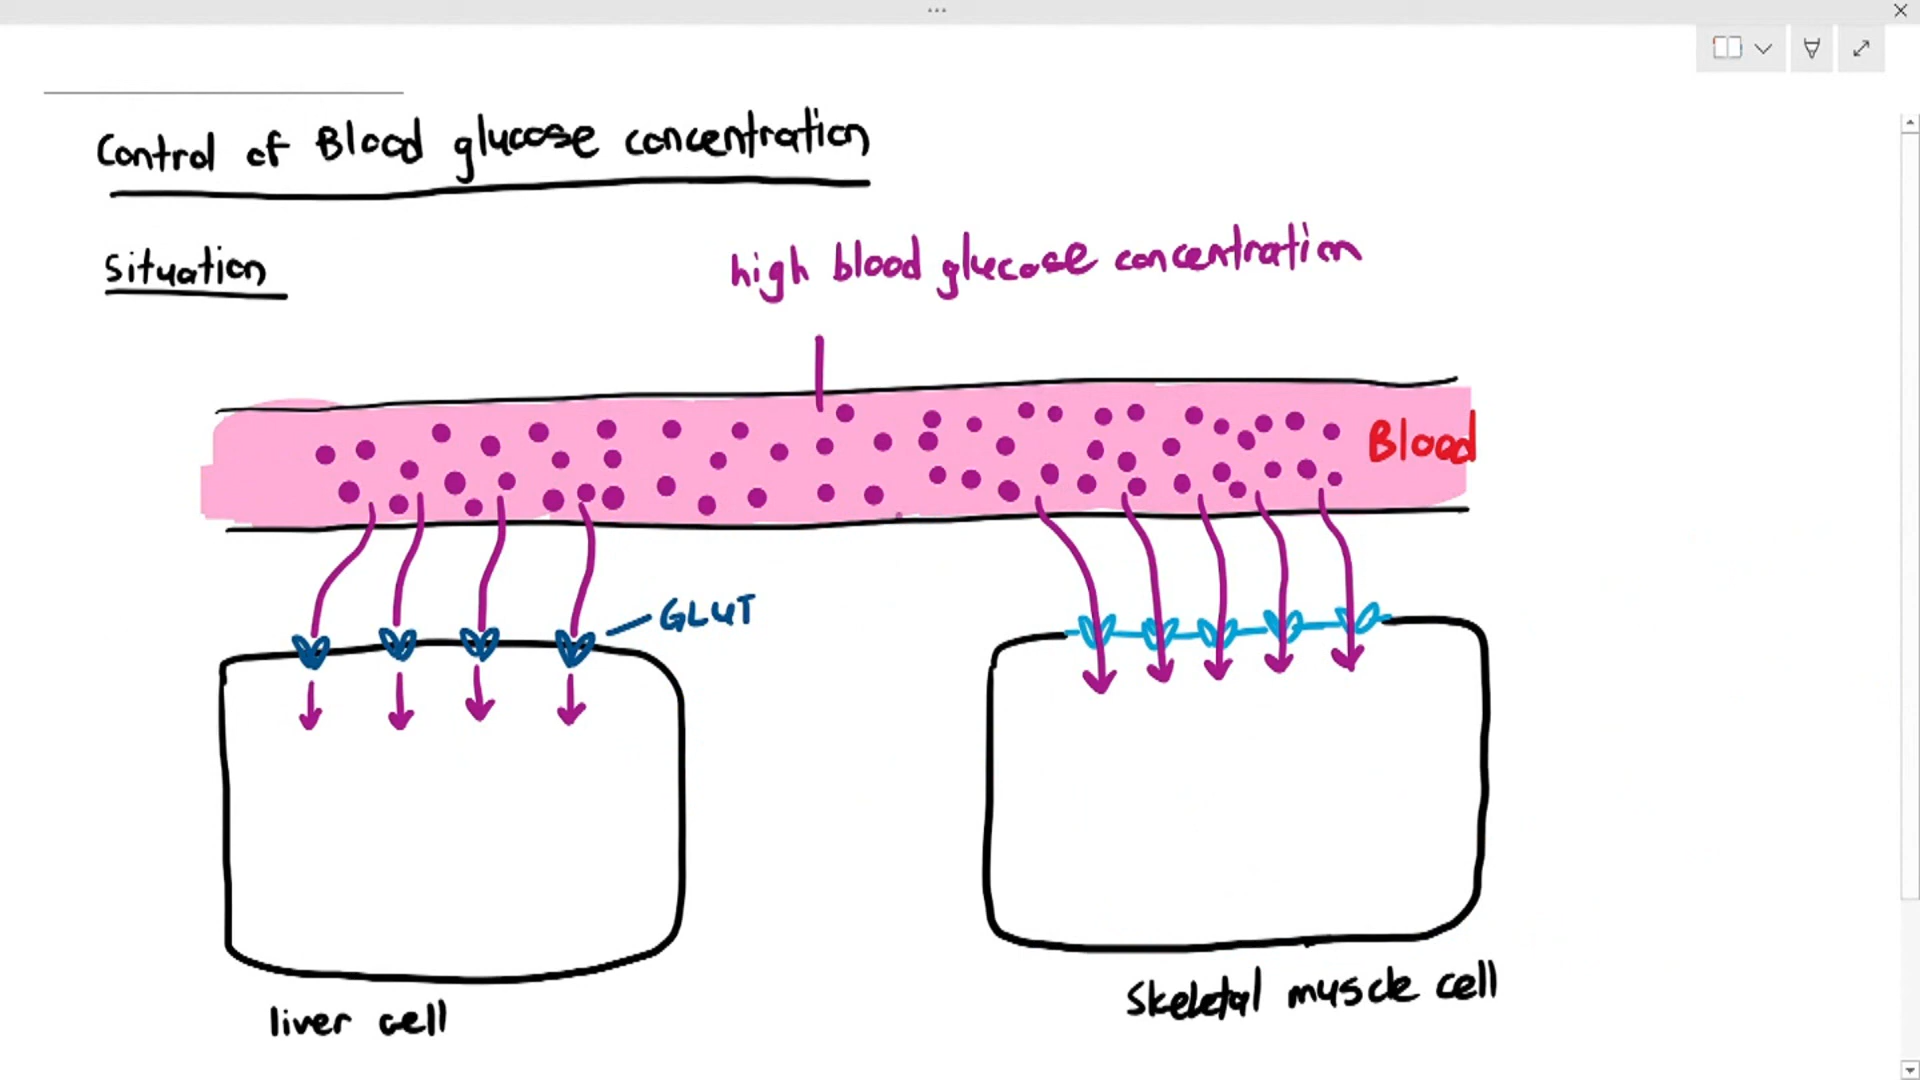 Control of Blood glucose concentration
Situation
high blood glucose concentration
Blood
GLUT
liver cell
Skeletal muscle cell